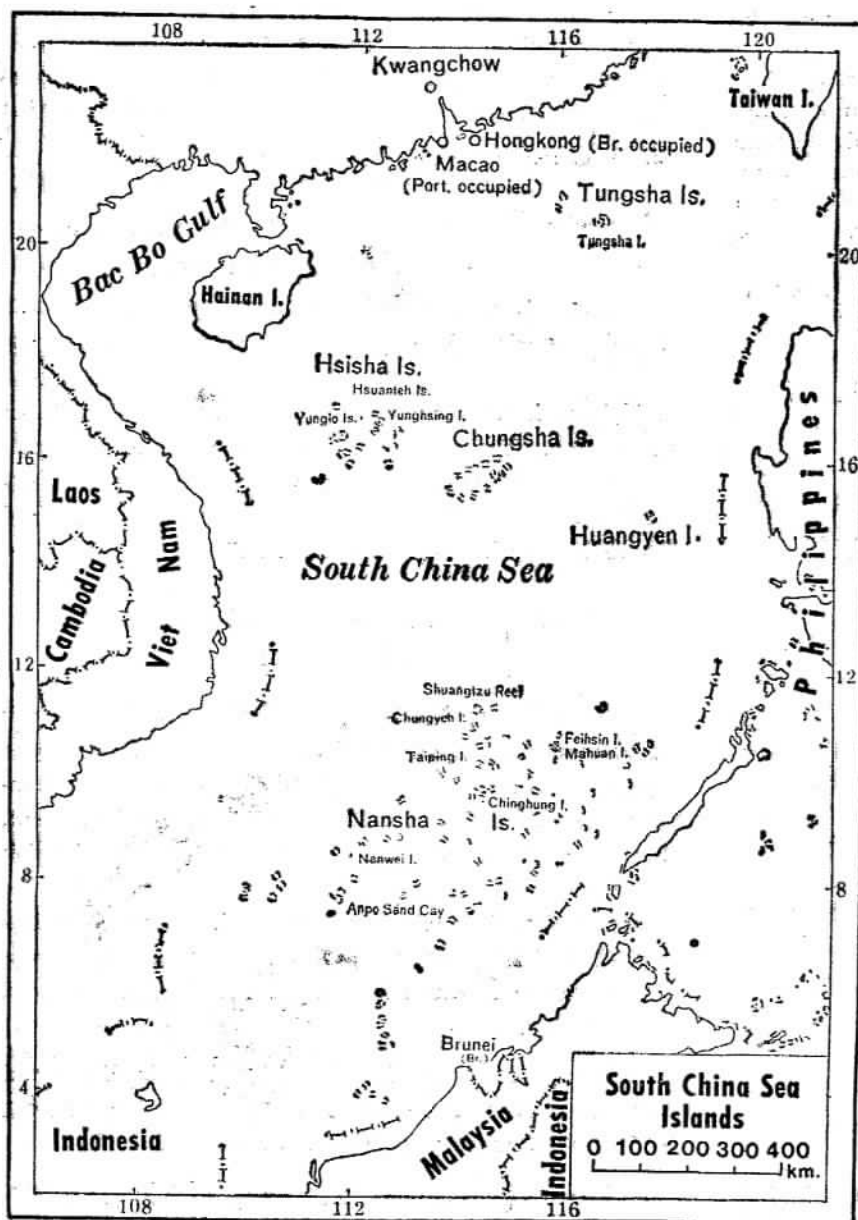 108
112
116
120
Kwangchow
Taiwan I.
Hongkong (Br. occupied)
Macao
(Port. occupied)
Tungsha Is.
Tungsha I.
Bac Bo Gulf
20
20
Hainan I.
Hsisha Is.
Hsuanteh Is.
Yunglo Is.
Yunghsing I.
Chungsha Is.
16
16
Laos
Huangyen I.
Philippines
South China Sea
Cambodia
Viet Nam
12
12
Shuangtzu Reef
Chungyeh I.
Feihsin I.
Mahuan I.
Taiping I.
Chinghung I.
Nansha Is.
Nanwei I.
8
8
Anpo Sand Cay
Brunei
(Br.)
4
Indonesia
Malaysia
Indonesia
South China Sea
Islands
0 100 200 300 400
km.
108
112
116